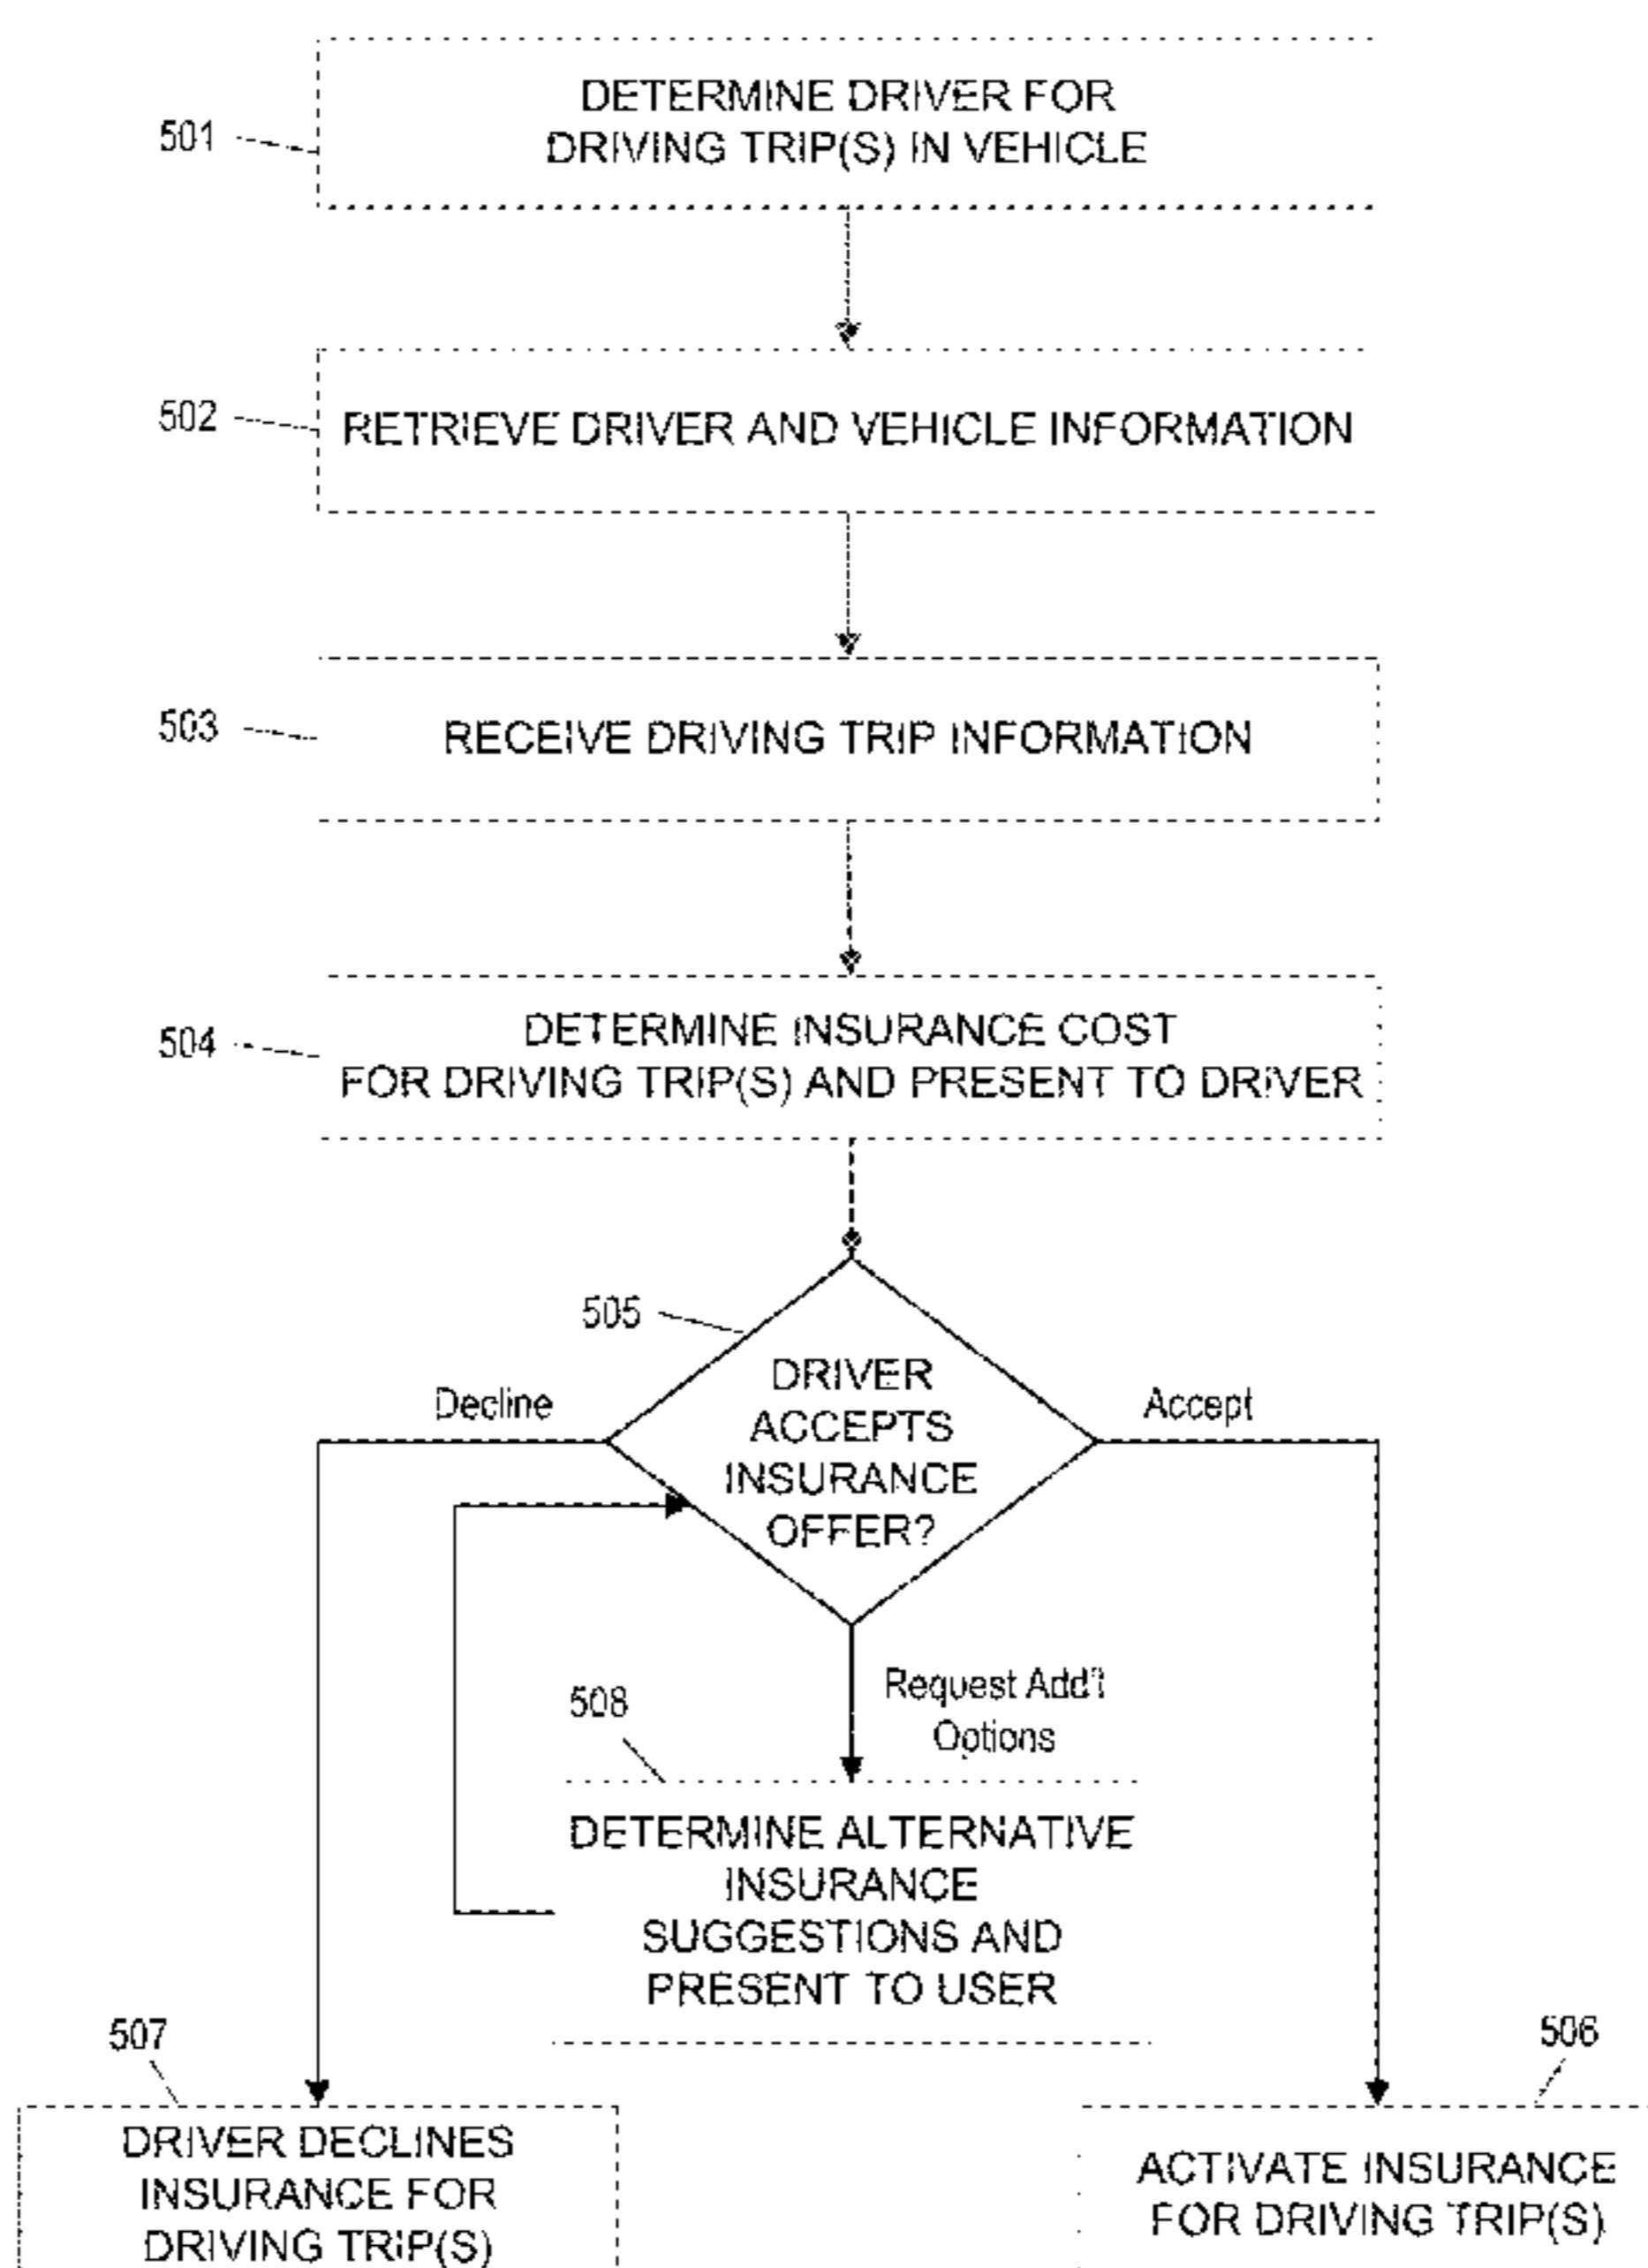 501
DETERMINE DRIVER FOR
DRIVING TRIP(S) IN VEHICLE
502
RETRIEVE DRIVER AND VEHICLE INFORMATION
503
RECEIVE DRIVING TRIP INFORMATION
504
DETERMINE INSURANCE COST
FOR DRIVING TRIP(S) AND PRESENT TO DRIVER
505
DRIVER
ACCEPTS
INSURANCE
OFFER?
Decline
Accept
Request Add'l
Options
508
DETERMINE ALTERNATIVE
INSURANCE
SUGGESTIONS AND
PRESENT TO USER
507
DRIVER DECLINES
INSURANCE FOR
DRIVING TRIP(S)
506
ACTIVATE INSURANCE
FOR DRIVING TRIP(S)